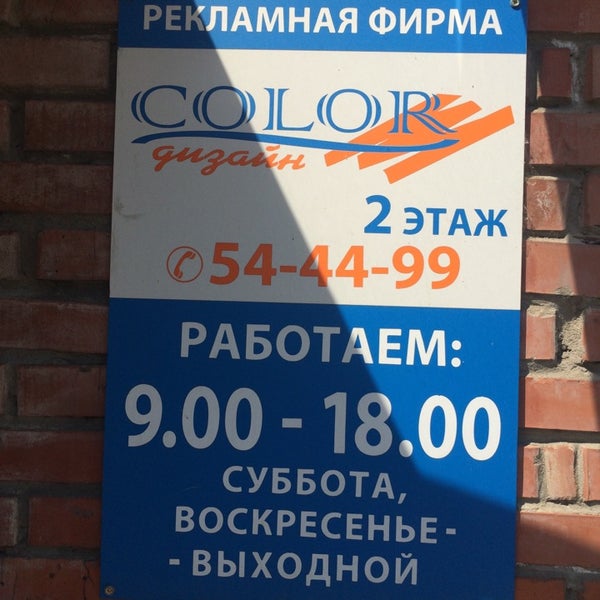 РЕКЛАМНАЯ ФИРМА
COLOR
дизайн
2 ЭТАЖ
54-44-99
РАБОТАЕМ:
9.00 - 18.00
СУББОТА,
ВОСКРЕСЕНЬЕ -
- ВЫХОДНОЙ